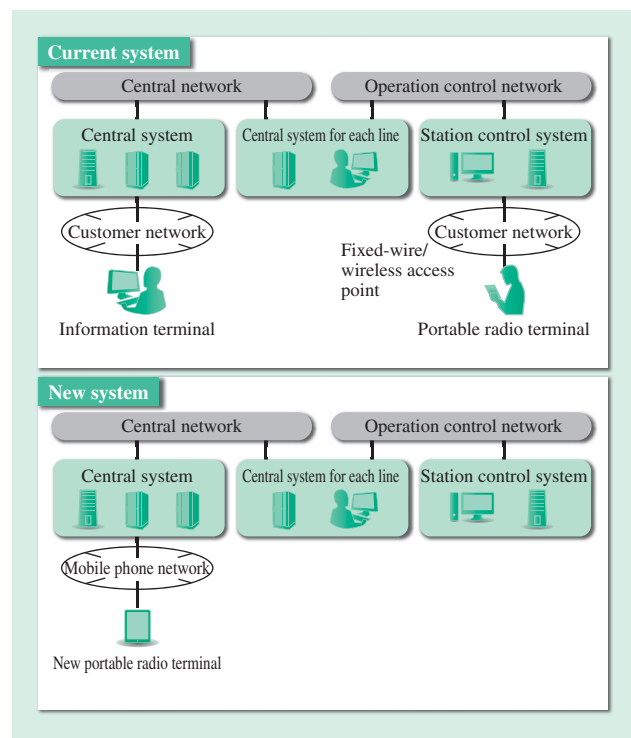 Current system
Central network
Operation control network
Central system
Central system for each line
Station control system
Customer network
Customer network
Fixed-wire/
wireless access
point
Information terminal
Portable radio terminal
New system
Central network
Operation control network
Central system
Central system for each line
Station control system
Mobile phone network
New portable radio terminal